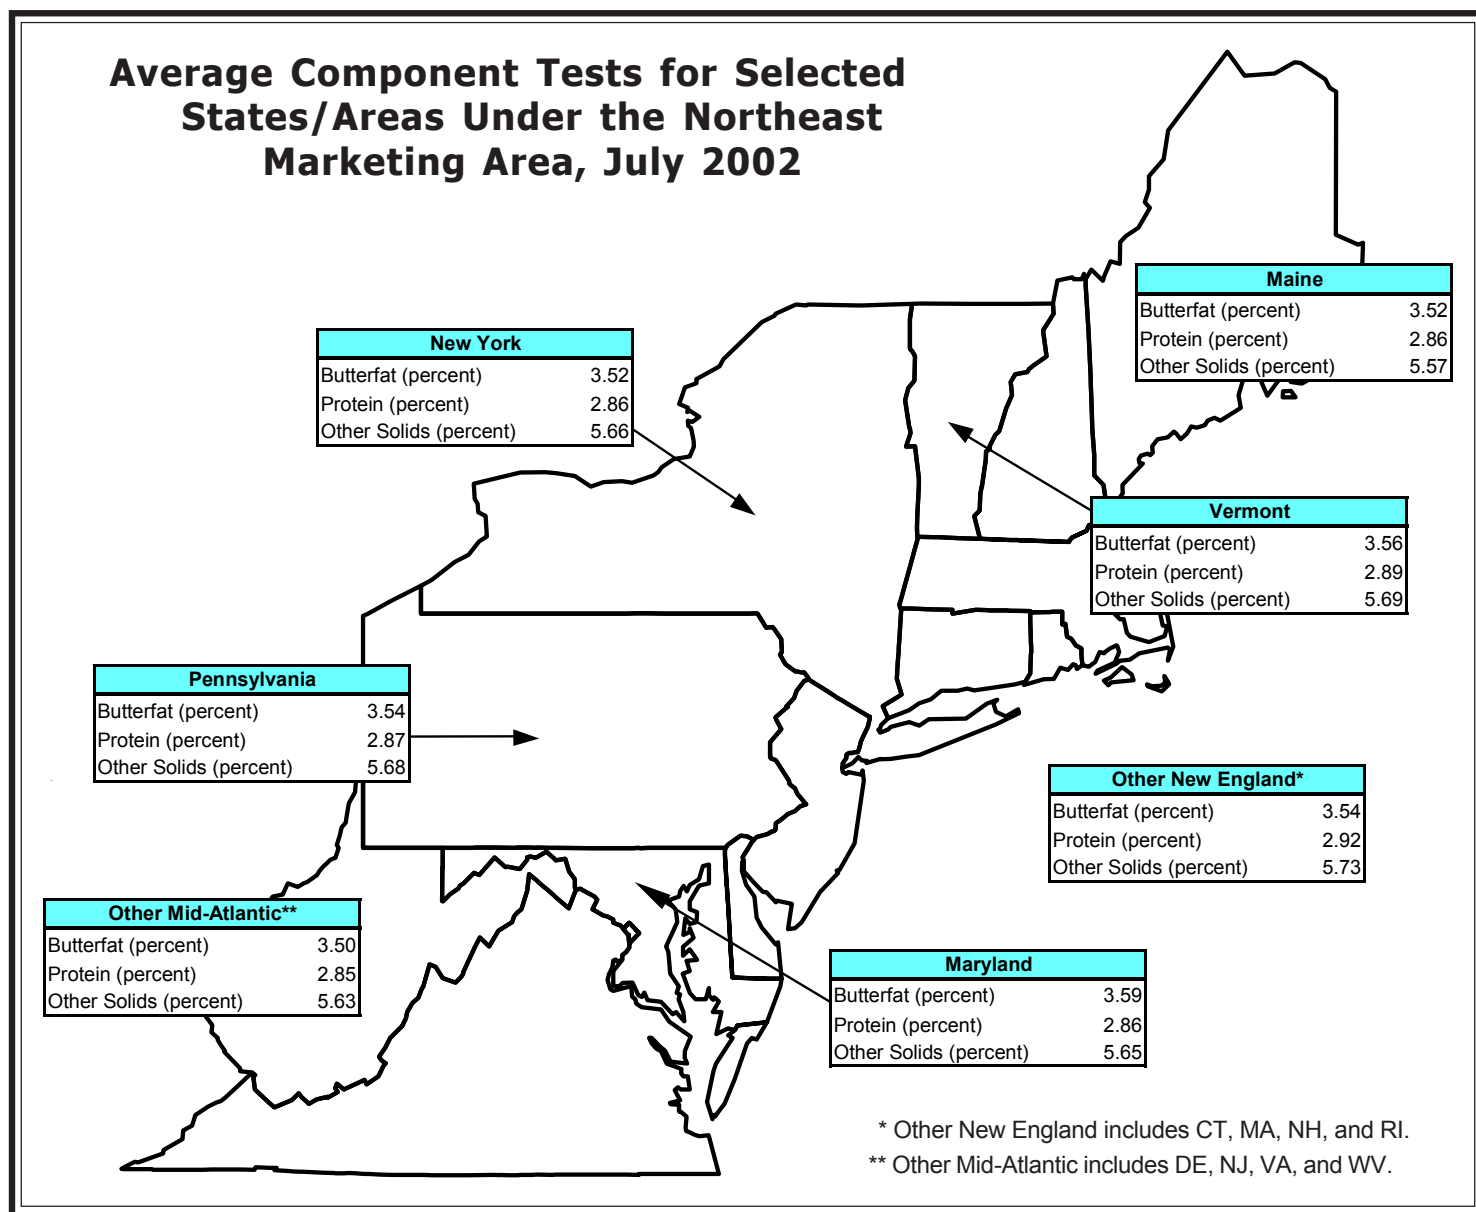 Average Component Tests for Selected
States/Areas Under the Northeast
Marketing Area, July 2002
Maine
Butterfat (percent) 3.52
Protein (percent) 2.86
Other Solids (percent) 5.57
New York
Butterfat (percent) 3.52
Protein (percent) 2.86
Other Solids (percent) 5.66
Vermont
Butterfat (percent) 3.56
Protein (percent) 2.89
Other Solids (percent) 5.69
Pennsylvania
Butterfat (percent) 3.54
Protein (percent) 2.87
Other Solids (percent) 5.68
Other New England*
Butterfat (percent) 3.54
Protein (percent) 2.92
Other Solids (percent) 5.73
Other Mid-Atlantic**
Butterfat (percent) 3.50
Protein (percent) 2.85
Other Solids (percent) 5.63
Maryland
Butterfat (percent) 3.59
Protein (percent) 2.86
Other Solids (percent) 5.65
* Other New England includes CT, MA, NH, and RI.
** Other Mid-Atlantic includes DE, NJ, VA, and WV.